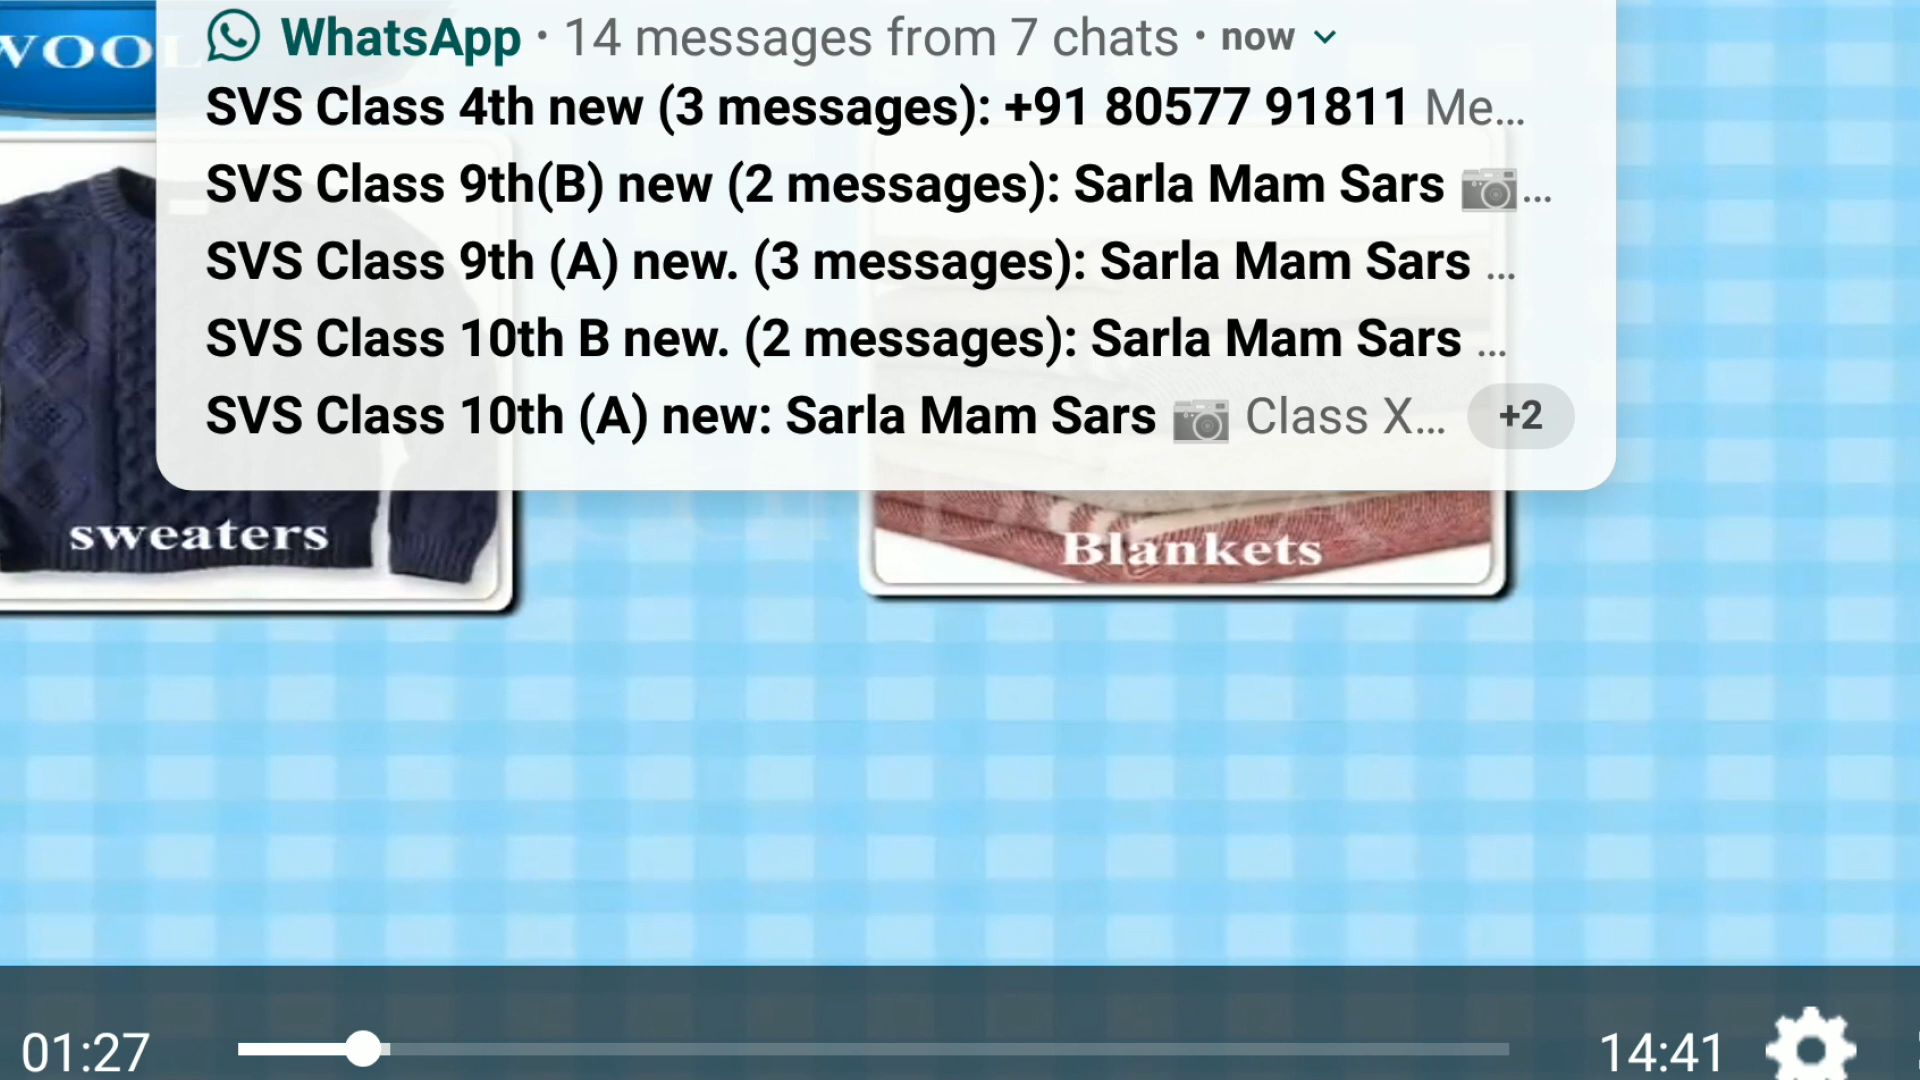 WOOL
WhatsApp · 14 messages from 7 chats · now
SVS Class 4th new (3 messages): +91 80577 91811 Me...
SVS Class 9th(B) new (2 messages): Sarla Mam Sars 📷...
SVS Class 9th (A) new. (3 messages): Sarla Mam Sars ...
SVS Class 10th B new. (2 messages): Sarla Mam Sars ...
SVS Class 10th (A) new: Sarla Mam Sars 📷 Class X... +2
sweaters
Blankets
01:27
14:41